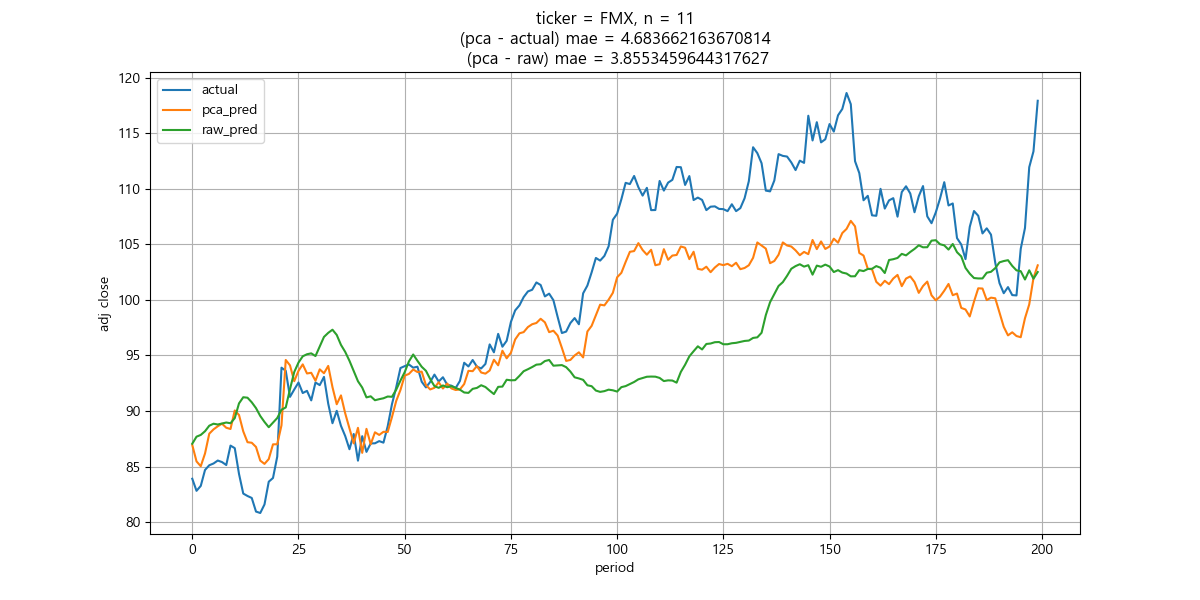 ticker = FMX, n = 11
(pca - actual) mae = 4.683662163670814
(pca - raw) mae = 3.8553459644317627
actual
pca_pred
raw_pred
120
115
110
105
100
95
90
85
80
adj close
0 25 50 75 100 125 150 175 200
period